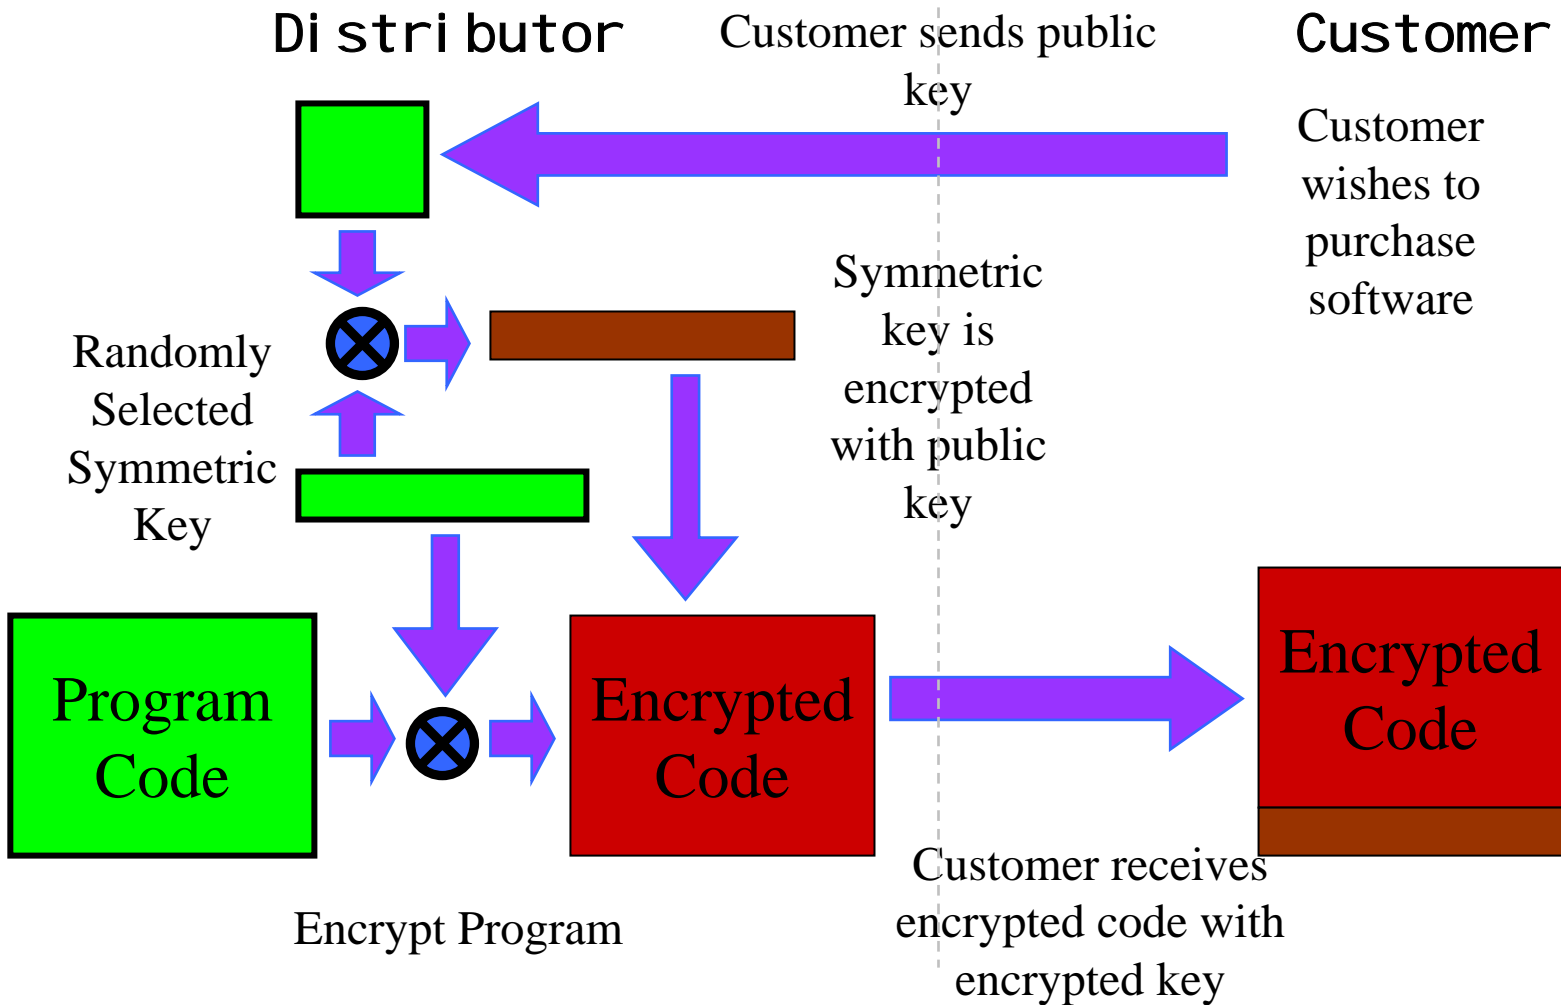 Distributor
Customer sends public
key
Customer
Customer
wishes to
purchase
software
Symmetric
key is
encrypted
with public
key
Randomly
Selected
Symmetric
Key
Program
Code
Encrypted
Code
Encrypted
Code
Encrypt Program
Customer receives
encrypted code with
encrypted key